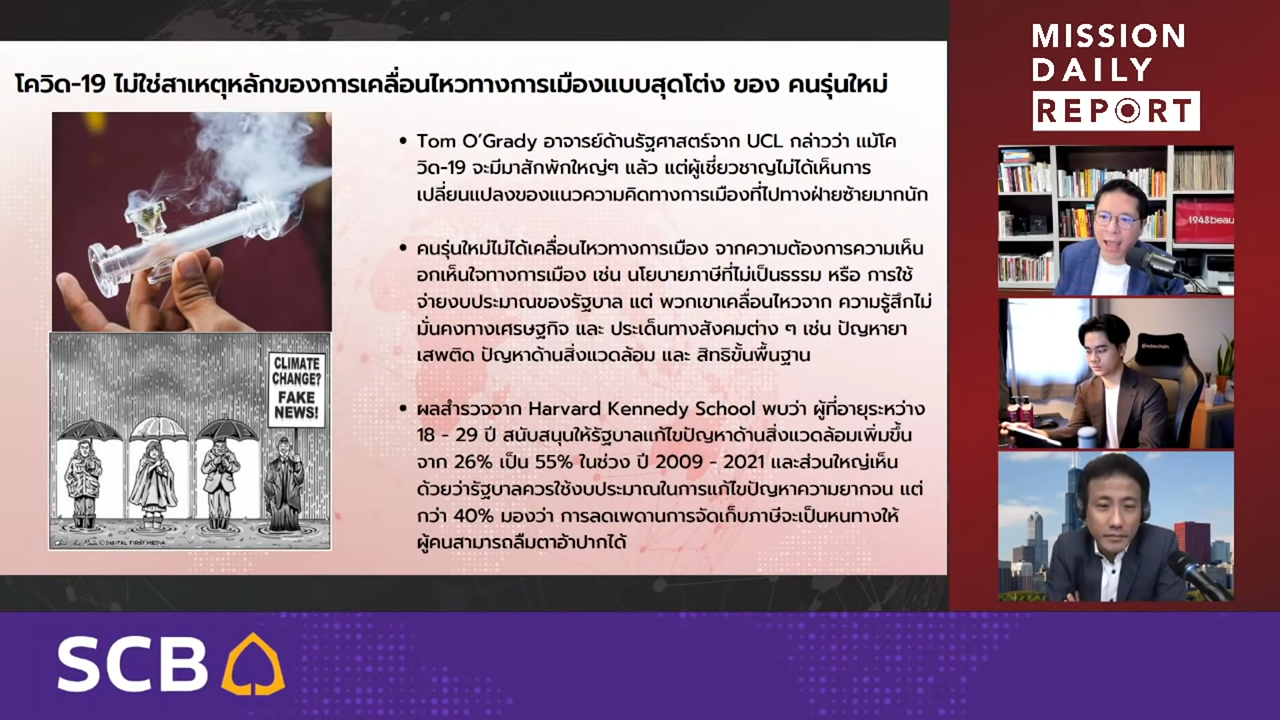 โควิด-19 ไม่ใช่สาเหตุหลักของการเคลื่อนไหวทางการเมืองแบบสุดโต่ง ของ คนรุ่นใหม่
• Tom O'Grady อาจารย์ด้านรัฐศาสตร์จาก UCL กล่าวว่า แม้โค
วิด-19 จะมีมาสักพักใหญ่ๆ แล้ว แต่ผู้เชี่ยวชาญไม่ได้เห็นการ
เปลี่ยนแปลงของแนวความคิดทางการเมืองที่ไปทางฝ่ายซ้ายมากนัก
• คนรุ่นใหม่ไม่ได้เคลื่อนไหวทางการเมือง จากความต้องการความเห็น
อกเห็นใจทางการเมือง เช่น นโยบายภาษีที่ไม่เป็นธรรม หรือ การใช้
จ่ายงบประมาณของรัฐบาล แต่ พวกเขาเคลื่อนไหวจาก ความรู้สึกไม่
มั่นคงทางเศรษฐกิจ และ ประเด็นทางสังคมต่าง ๆ เช่น ปัญหายา
เสพติด ปัญหาด้านสิ่งแวดล้อม และ สิทธิขั้นพื้นฐาน
• ผลสำรวจจาก Harvard Kennedy School พบว่า ผู้ที่อายุระหว่าง
18 - 29 ปี สนับสนุนให้รัฐบาลแก้ไขปัญหาด้านสิ่งแวดล้อมเพิ่มขึ้น
จาก 26% เป็น 55% ในช่วง ปี 2009 - 2021 และส่วนใหญ่เห็น
ด้วยว่ารัฐบาลควรใช้งบประมาณในการแก้ไขปัญหาความยากจน แต่
กว่า 40% มองว่า การลดเพดานการจัดเก็บภาษีจะเป็นหนทางให้
ผู้คนสามารถลืมตาอ้าปากได้
CLIMATE
CHANGE?
FAKE
NEWS!
© DIGITAL FIRST MEDIA
MISSION
DAILY
REPORT
SCB